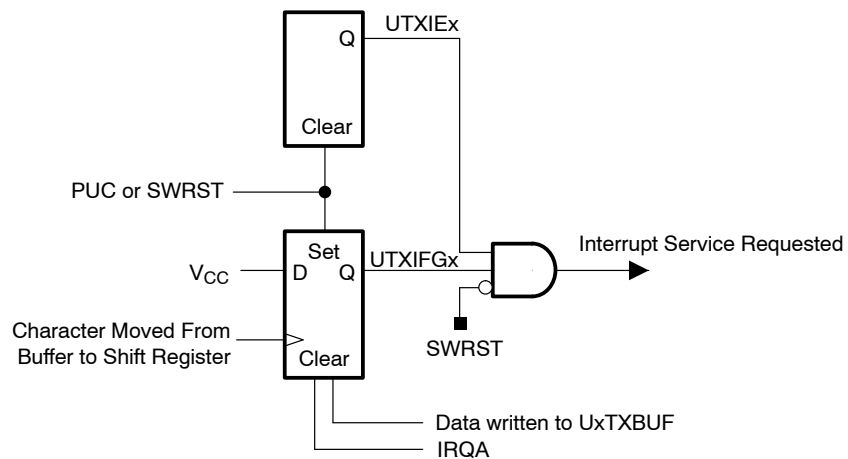 UTXIEx
Q
Clear
PUC or SWRST
Set
UTXIFGx
Interrupt Service Requested
VCC
D
Q
Character Moved From
Buffer to Shift Register
SWRST
Clear
Data written to UxTXBUF
IRQA